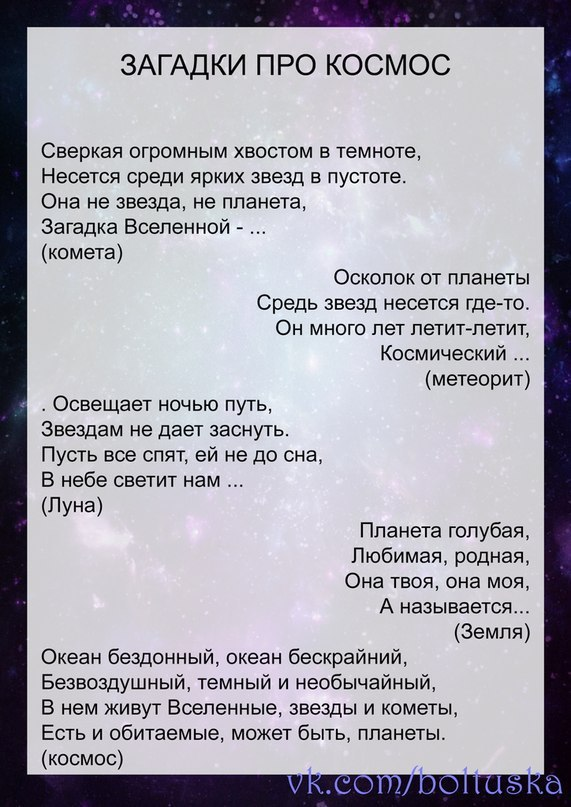 ЗАГАДКИ ПРО КОСМОС
Сверкая огромным хвостом в темноте,
Несется среди ярких звезд в пустоте.
Она не звезда, не планета,
Загадка Вселенной - ...
(комета)
Осколок от планеты
Средь звезд несется где-то.
Он много лет летит-летит,
Космический ...
(метеорит)
. Освещает ночью путь,
Звездам не дает заснуть.
Пусть все спят, ей не до сна,
В небе светит нам ...
(Луна)
Планета голубая,
Любимая, родная,
Она твоя, она моя,
А называется...
(Земля)
Океан бездонный, океан бескрайний,
Безвоздушный, темный и необычайный,
В нем живут Вселенные, звезды и кометы,
Есть и обитаемые, может быть, планеты.
(космос)
vk.com/boltuska